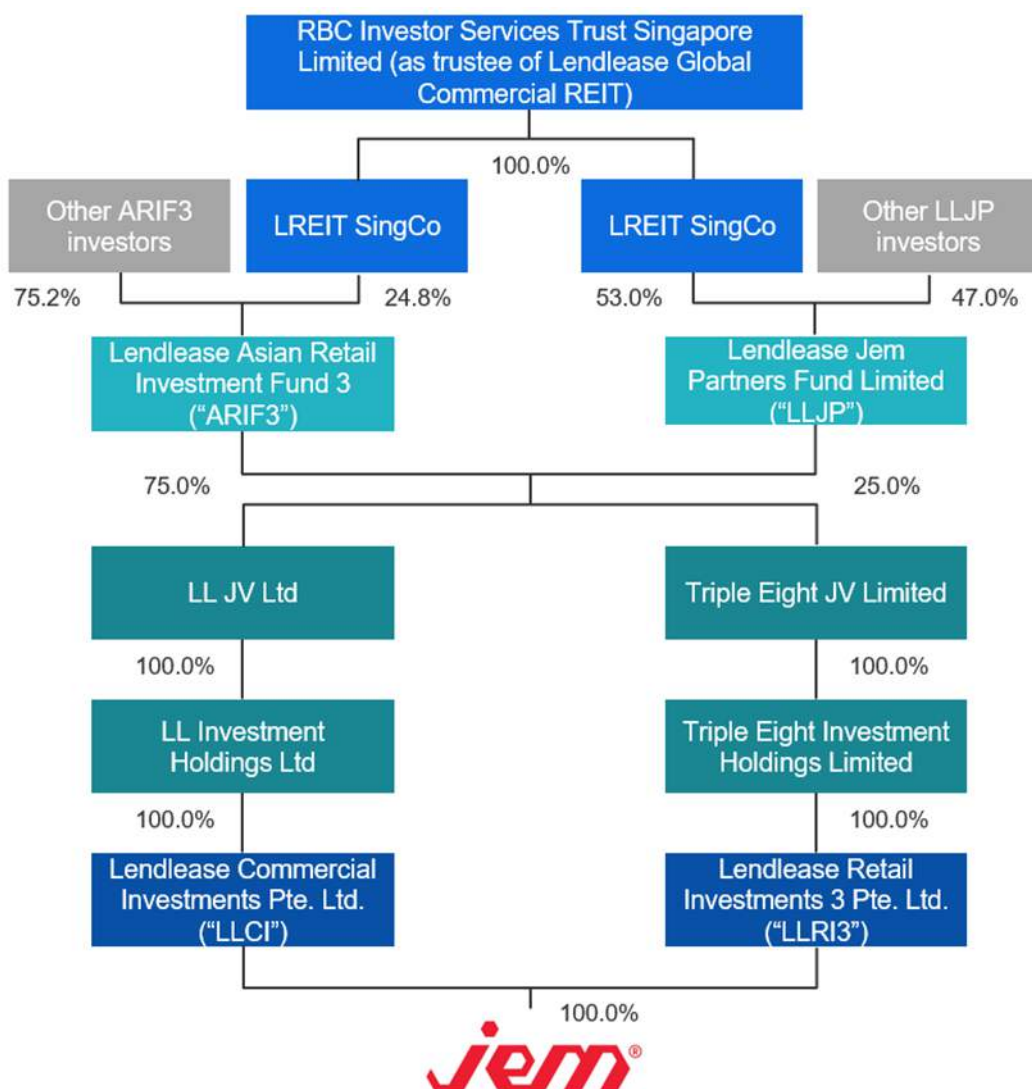 RBC Investor Services Trust Singapore
Limited (as trustee of Lendlease Global
Commercial REIT)
100.0%
Other ARIF3
investors
LREIT SingCo
LREIT SingCo
Other LLJP
investors
75.2%
24.8%
53.0%
47.0%
Lendlease Asian Retail
Investment Fund 3
(“ARIF3”)
Lendlease Jem
Partners Fund Limited
(“LLJP”)
75.0%
25.0%
LL JV Ltd
Triple Eight JV Limited
100.0%
100.0%
LL Investment
Holdings Ltd
Triple Eight Investment
Holdings Limited
100.0%
100.0%
Lendlease Commercial
Investments Pte. Ltd.
(“LLCI”)
Lendlease Retail
Investments 3 Pte. Ltd.
(“LLRI3”)
100.0%
jem®